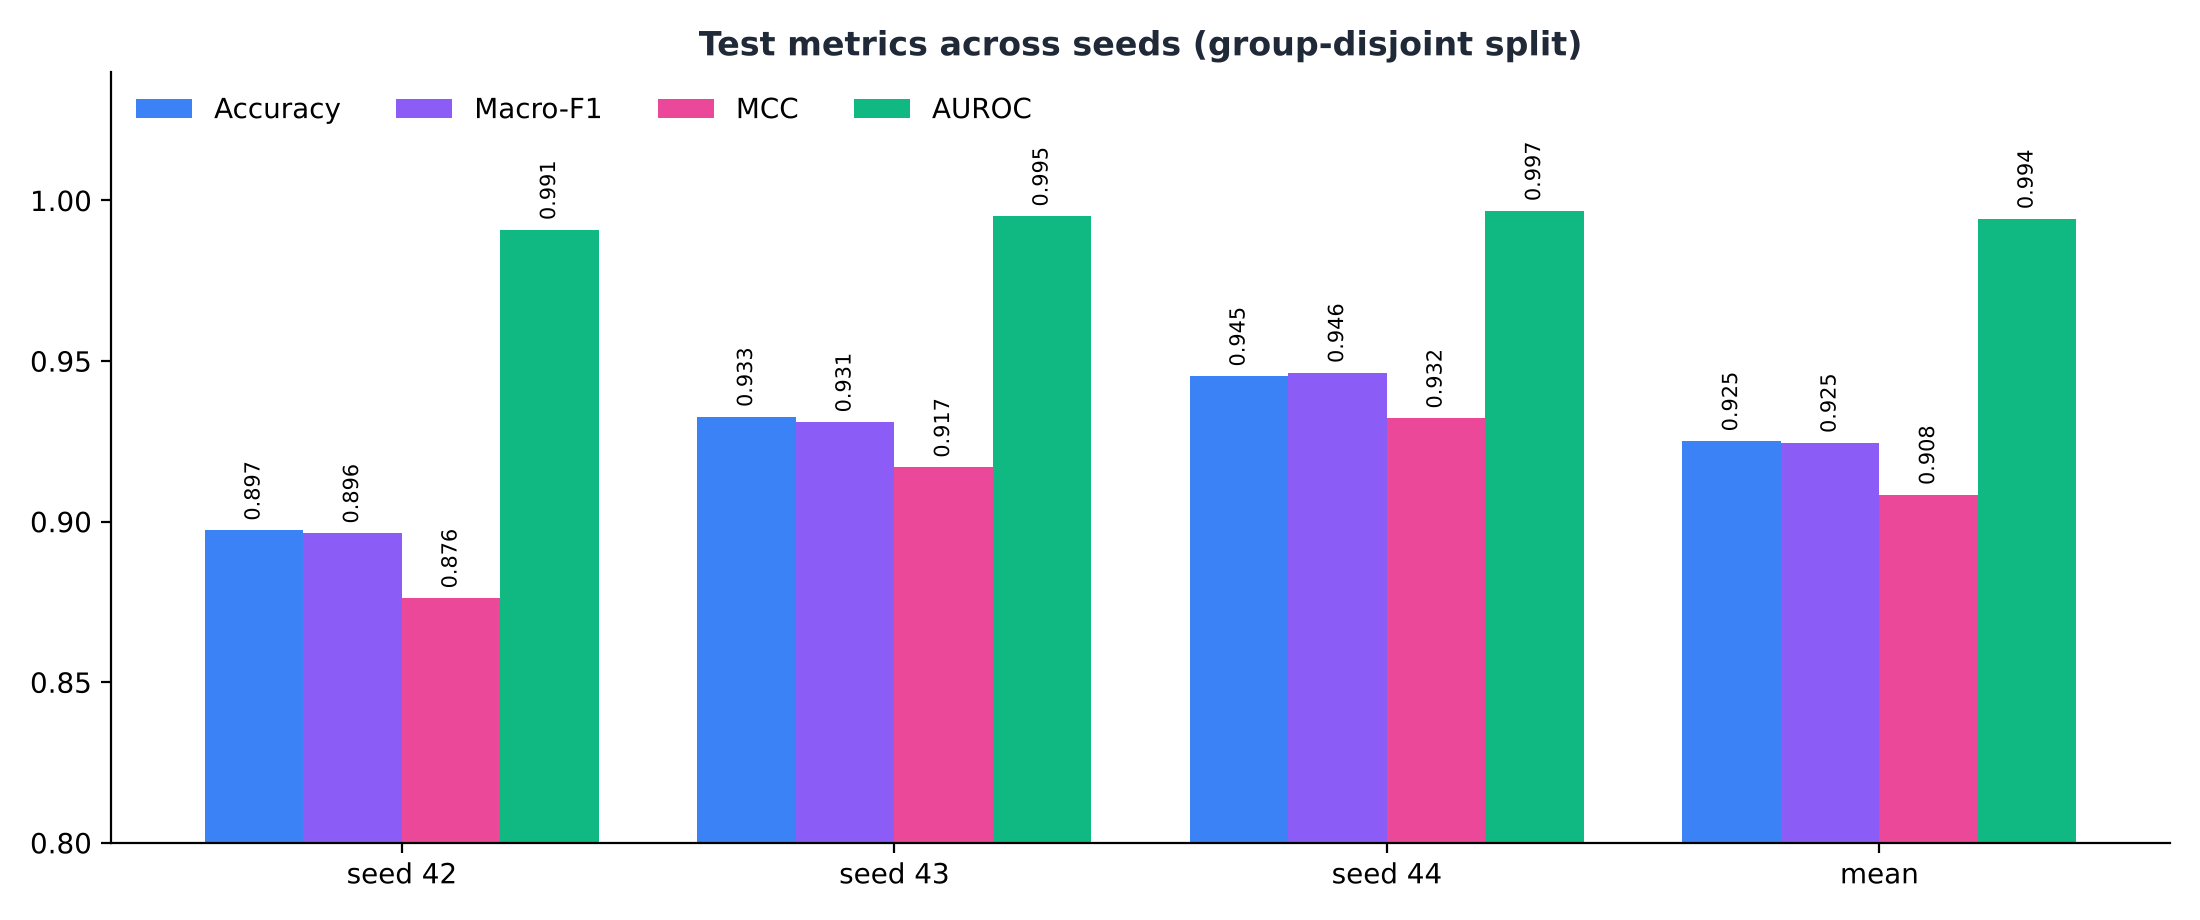 Test metrics across seeds (group-disjoint split)
Accuracy Macro-F1 MCC AUROC
1.00
0.95
0.90
0.85
0.80
0.897 0.896 0.876 0.991
0.933 0.931 0.917 0.995
0.945 0.946 0.932 0.997
0.925 0.925 0.908 0.994
seed 42 seed 43 seed 44 mean